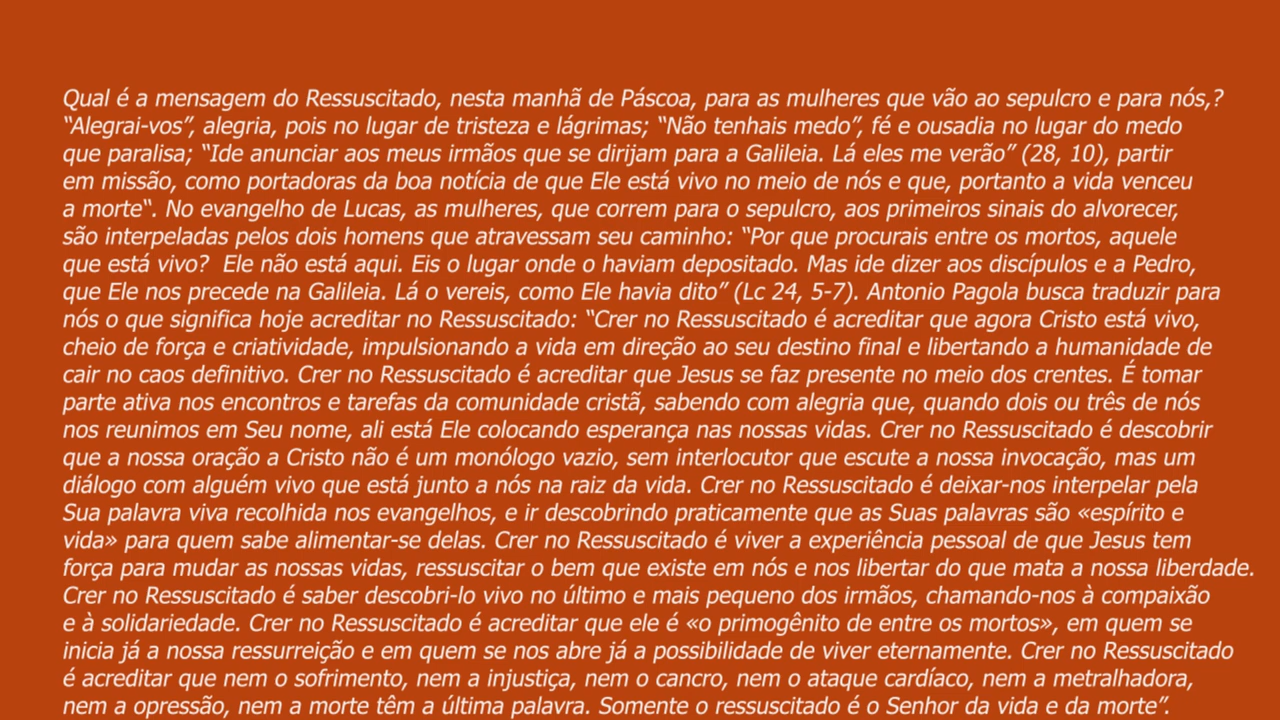 Qual é a mensagem do Ressuscitado, nesta manhã de Páscoa, para as mulheres que vão ao sepulcro e para nós,?
“Alegrai-vos”, alegria, pois no lugar de tristeza e lágrimas; “Não tenhais medo”, fé e ousadia no lugar do medo
que paralisa; “Ide anunciar aos meus irmãos que se dirijam para a Galileia. Lá eles me verão” (28, 10), partir
em missão, como portadoras da boa notícia de que Ele está vivo no meio de nós e que, portanto a vida venceu
a morte“. No evangelho de Lucas, as mulheres, que correm para o sepulcro, aos primeiros sinais do alvorecer,
são interpeladas pelos dois homens que atravessam seu caminho: “Por que procurais entre os mortos, aquele
que está vivo?  Ele não está aqui. Eis o lugar onde o haviam depositado. Mas ide dizer aos discípulos e a Pedro,
que Ele nos precede na Galileia. Lá o vereis, como Ele havia dito” (Lc 24, 5-7). Antonio Pagola busca traduzir para
nós o que significa hoje acreditar no Ressuscitado: “Crer no Ressuscitado é acreditar que agora Cristo está vivo,
cheio de força e criatividade, impulsionando a vida em direção ao seu destino final e libertando a humanidade de
cair no caos definitivo. Crer no Ressuscitado é acreditar que Jesus se faz presente no meio dos crentes. É tomar
parte ativa nos encontros e tarefas da comunidade cristã, sabendo com alegria que, quando dois ou três de nós
nos reunimos em Seu nome, ali está Ele colocando esperança nas nossas vidas. Crer no Ressuscitado é descobrir
que a nossa oração a Cristo não é um monólogo vazio, sem interlocutor que escute a nossa invocação, mas um
diálogo com alguém vivo que está junto a nós na raiz da vida. Crer no Ressuscitado é deixar-nos interpelar pela
Sua palavra viva recolhida nos evangelhos, e ir descobrindo praticamente que as Suas palavras são «espírito e
vida» para quem sabe alimentar-se delas. Crer no Ressuscitado é viver a experiência pessoal de que Jesus tem
força para mudar as nossas vidas, ressuscitar o bem que existe em nós e nos libertar do que mata a nossa liberdade.
Crer no Ressuscitado é saber descobri-lo vivo no último e mais pequeno dos irmãos, chamando-nos à compaixão
e à solidariedade. Crer no Ressuscitado é acreditar que ele é «o primogênito de entre os mortos», em quem se
inicia já a nossa ressurreição e em quem se nos abre já a possibilidade de viver eternamente. Crer no Ressuscitado
é acreditar que nem o sofrimento, nem a injustiça, nem o cancro, nem o ataque cardíaco, nem a metralhadora,
nem a opressão, nem a morte têm a última palavra. Somente o ressuscitado é o Senhor da vida e da morte”.